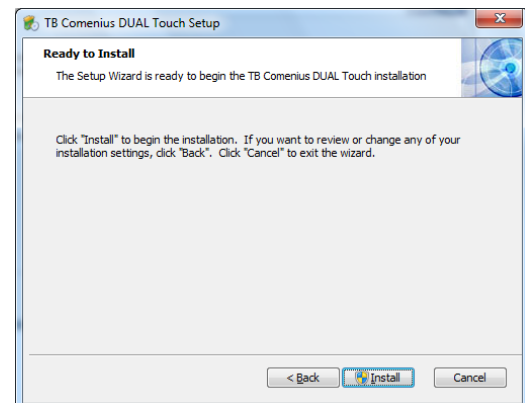 TB Comenius DUAL Touch Setup
Ready to Install
The Setup Wizard is ready to begin the TB Comenius DUAL Touch installation
Click "Install" to begin the installation.  If you want to review or change any of your
installation settings, click "Back".  Click "Cancel" to exit the wizard.
< Back
Install
Cancel